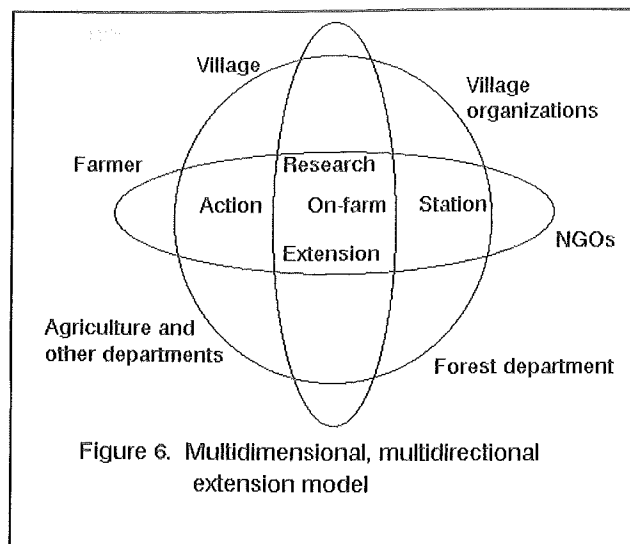 Village
Village
organizations
Farmer
Research
Action On-farm Station
Extension
NGOs
Agriculture and
other departments
Forest department
Figure 6. Multidimensional, multidirectional
extension model